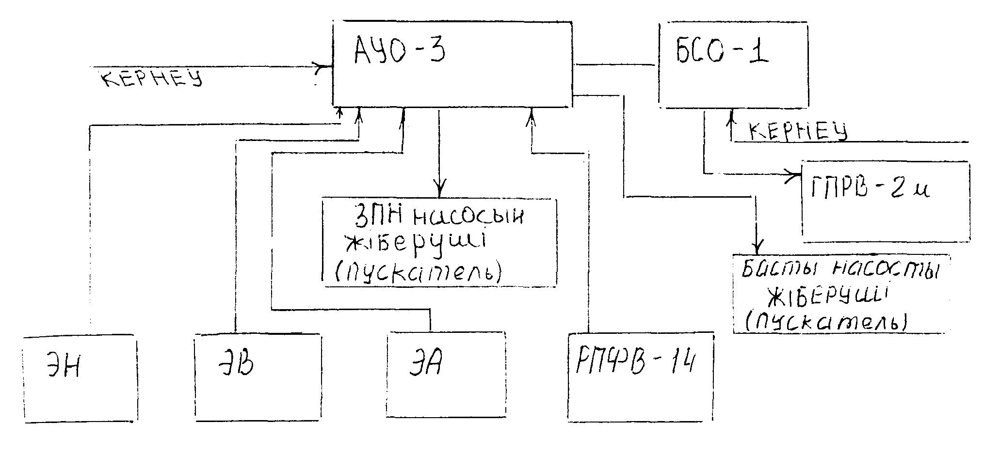 АУО-3
БСО-1
КЕРНЕУ
КЕРНЕУ
ГПРВ-2м
ЗПН насосын
жіберуші
(пускатель)
Басты насосты
жіберуші
(пускатель)
ЭН
ЭВ
ЭА
РПФВ-14